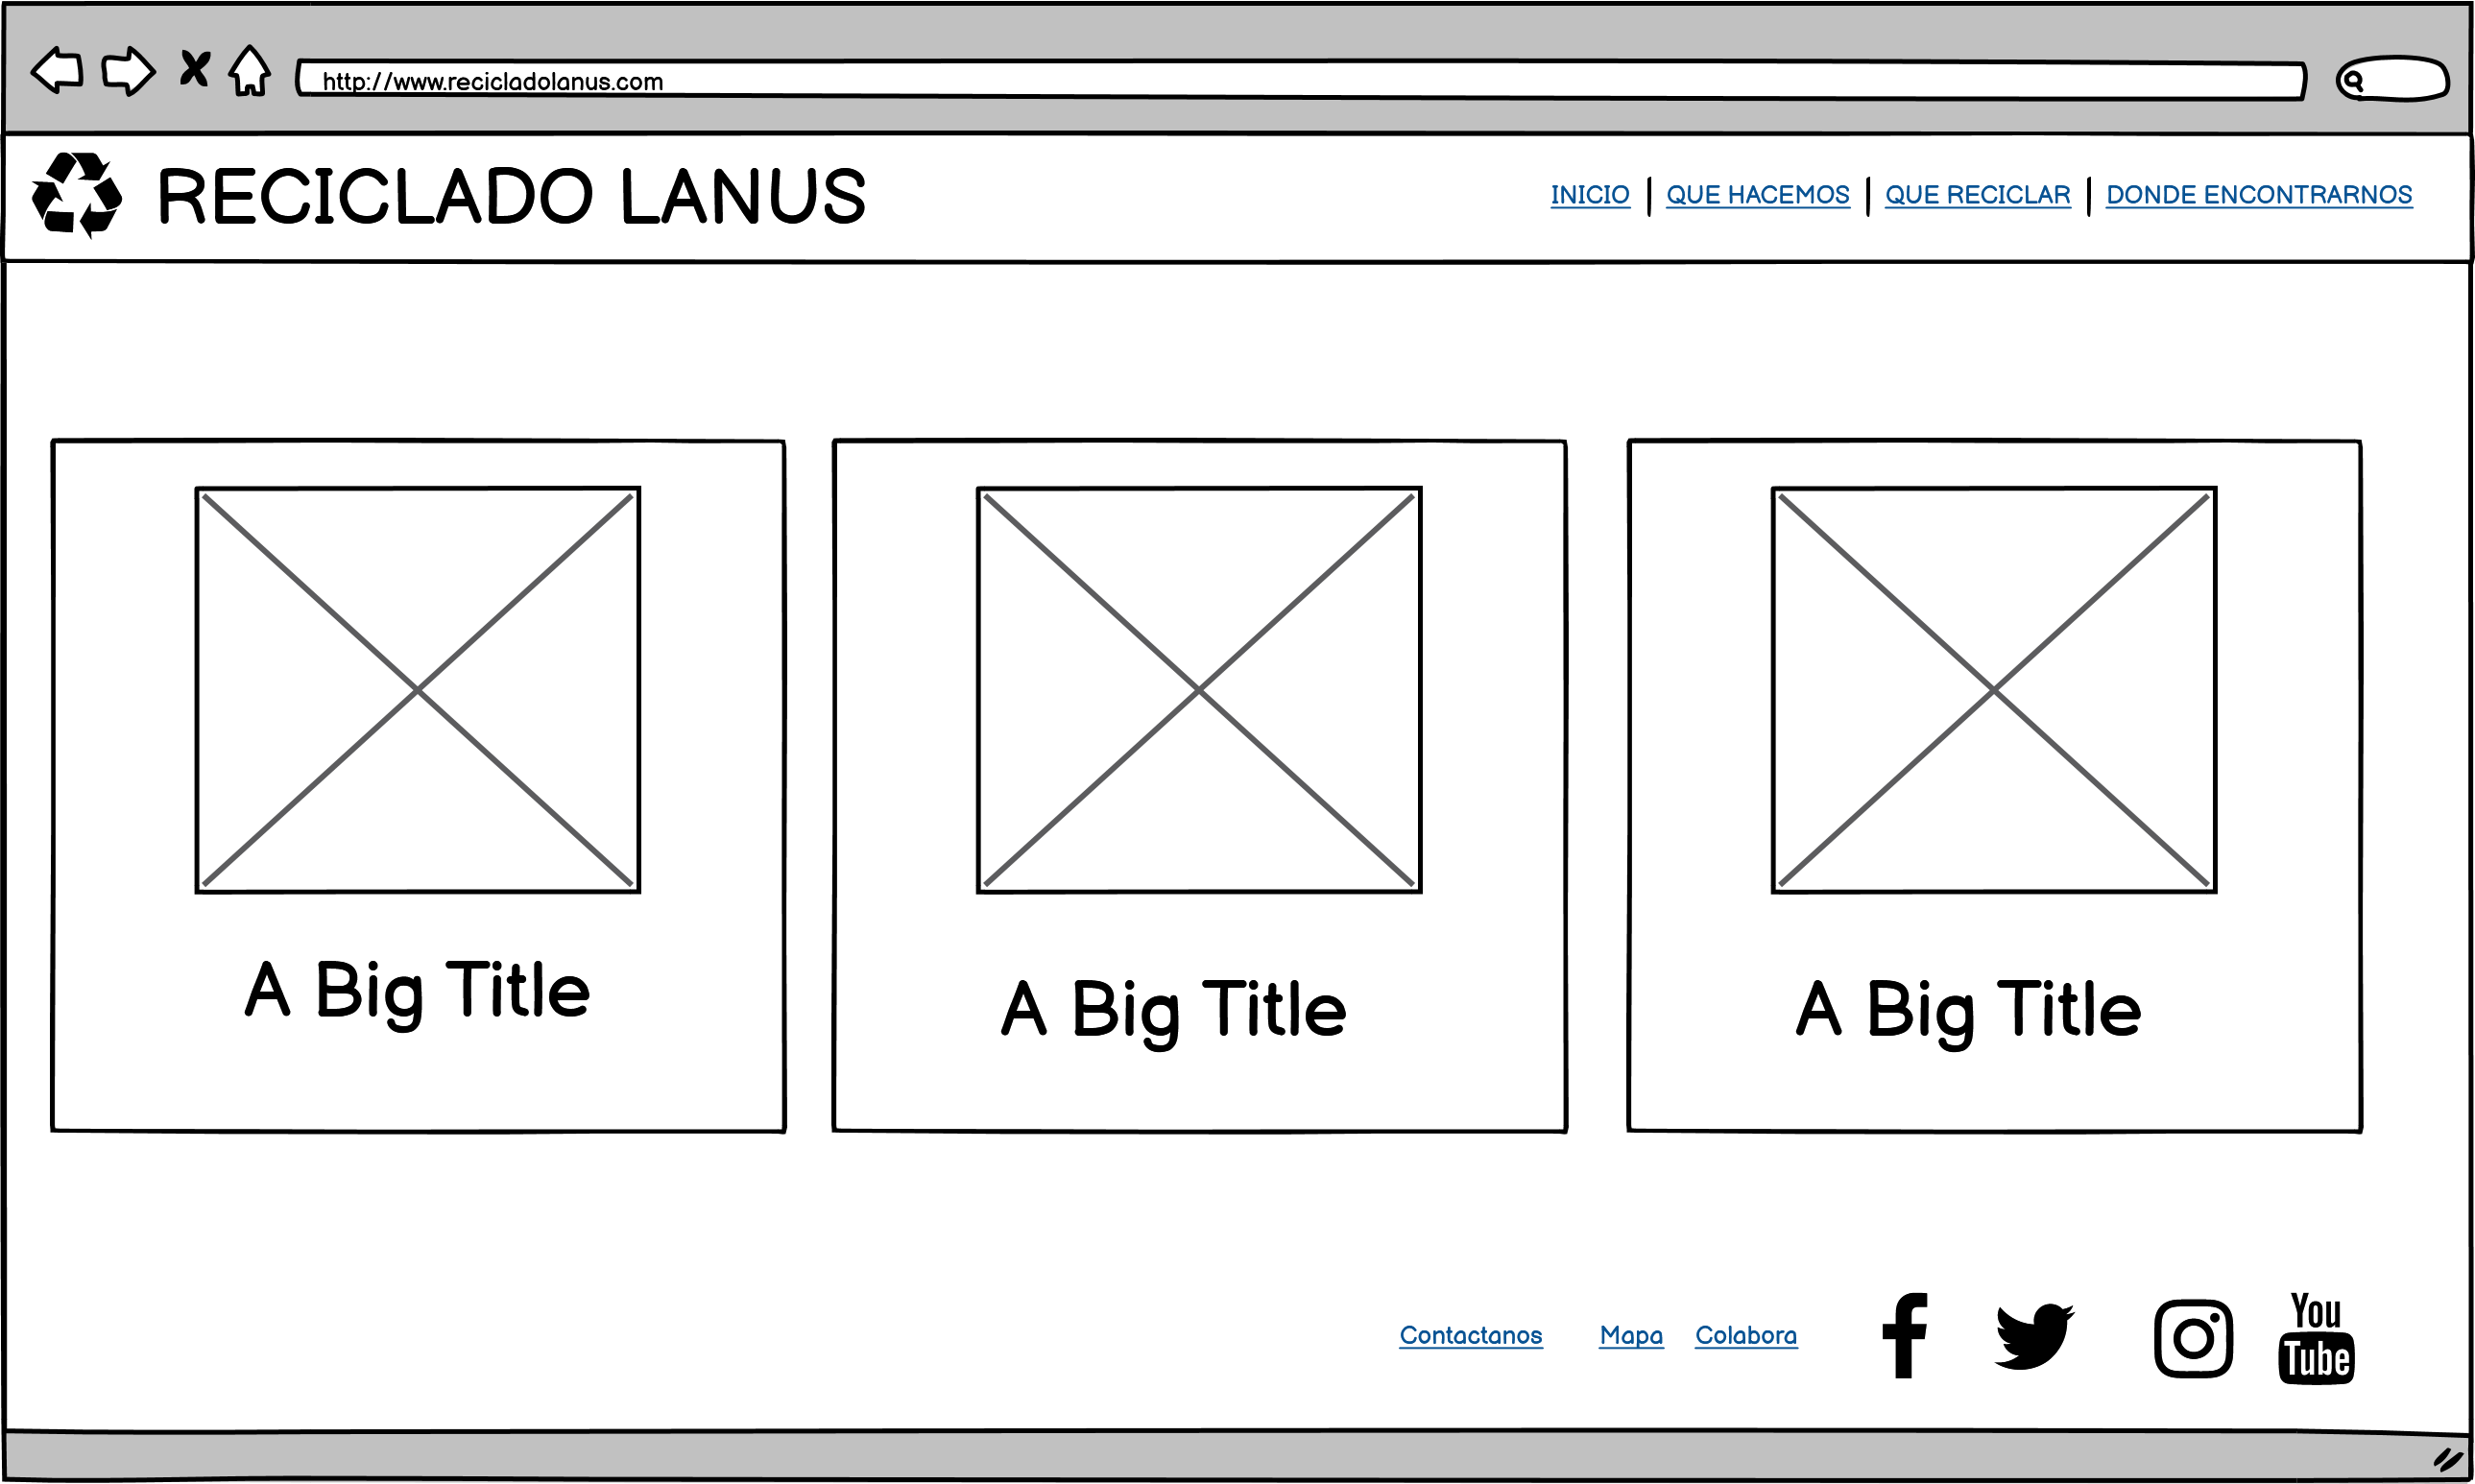 http://www.recicladolanus.com
RECICLADO LANUS
INICIO | QUE HACEMOS | QUE RECICLAR | DONDE ENCONTRARNOS
A Big Title
A Big Title
A Big Title
Contactanos Mapa Colabora
You
Tube